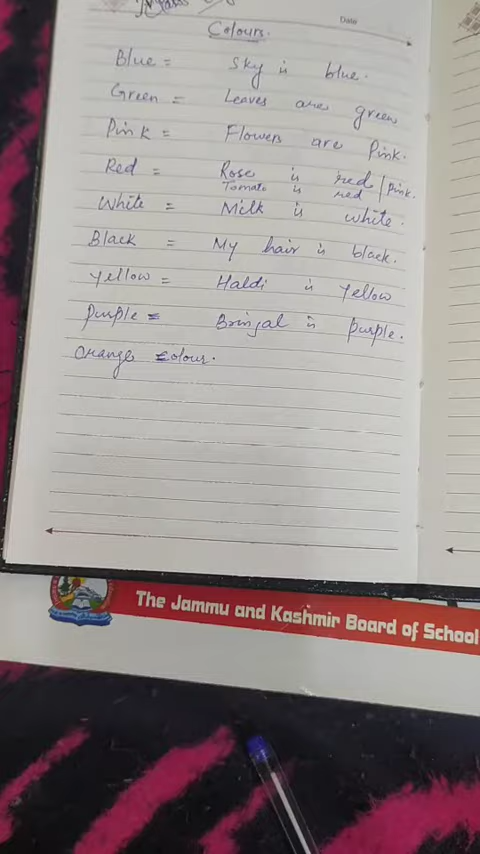 Date
Colours.
Blue = Sky is blue.
Green = Leaves are green
Pink = Flowers are Pink.
Red = Rose is red/Pink.
Tomato is red
White = Milk is white.
Black = My hair is black.
Yellow = Haldi is Yellow
Purple = Brinjal is purple.
Orange colour.
The Jammu and Kashmir Board of School